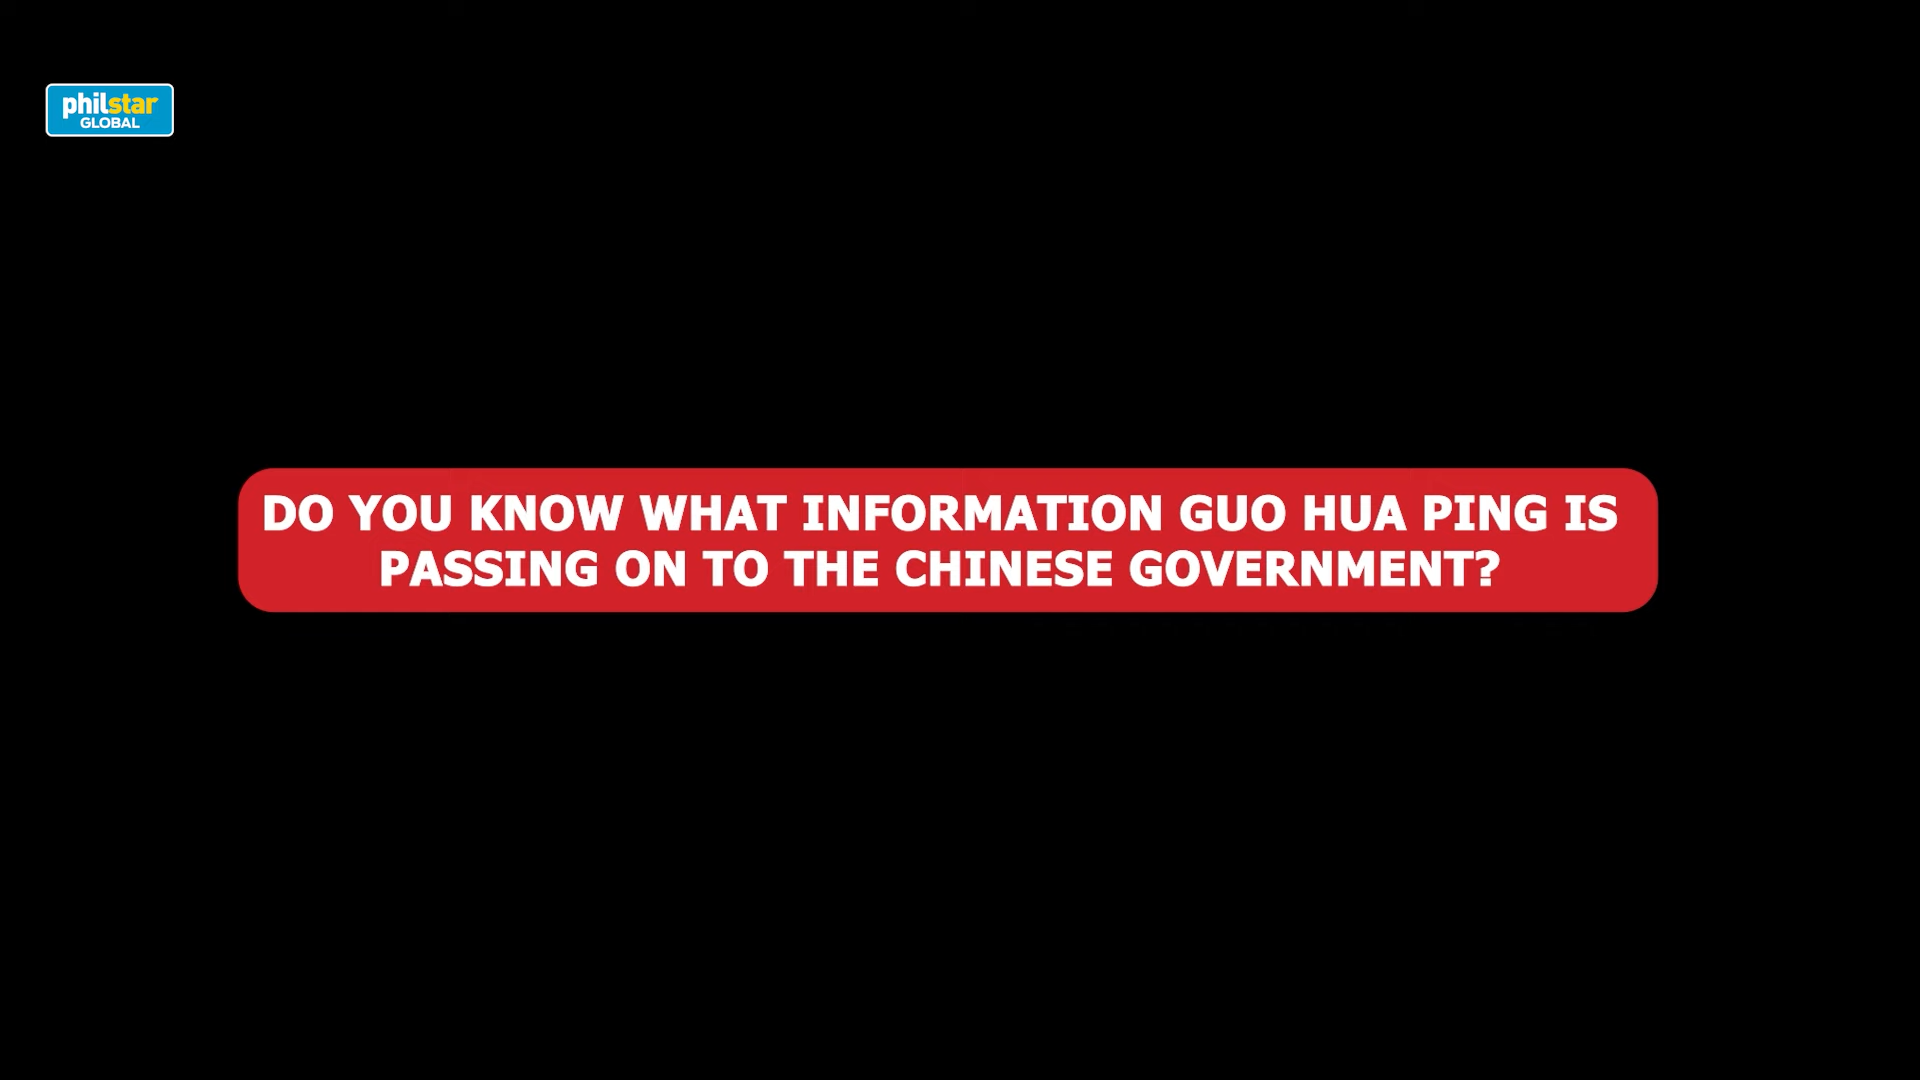 philstar
GLOBAL
DO YOU KNOW WHAT INFORMATION GUO HUA PING IS
PASSING ON TO THE CHINESE GOVERNMENT?